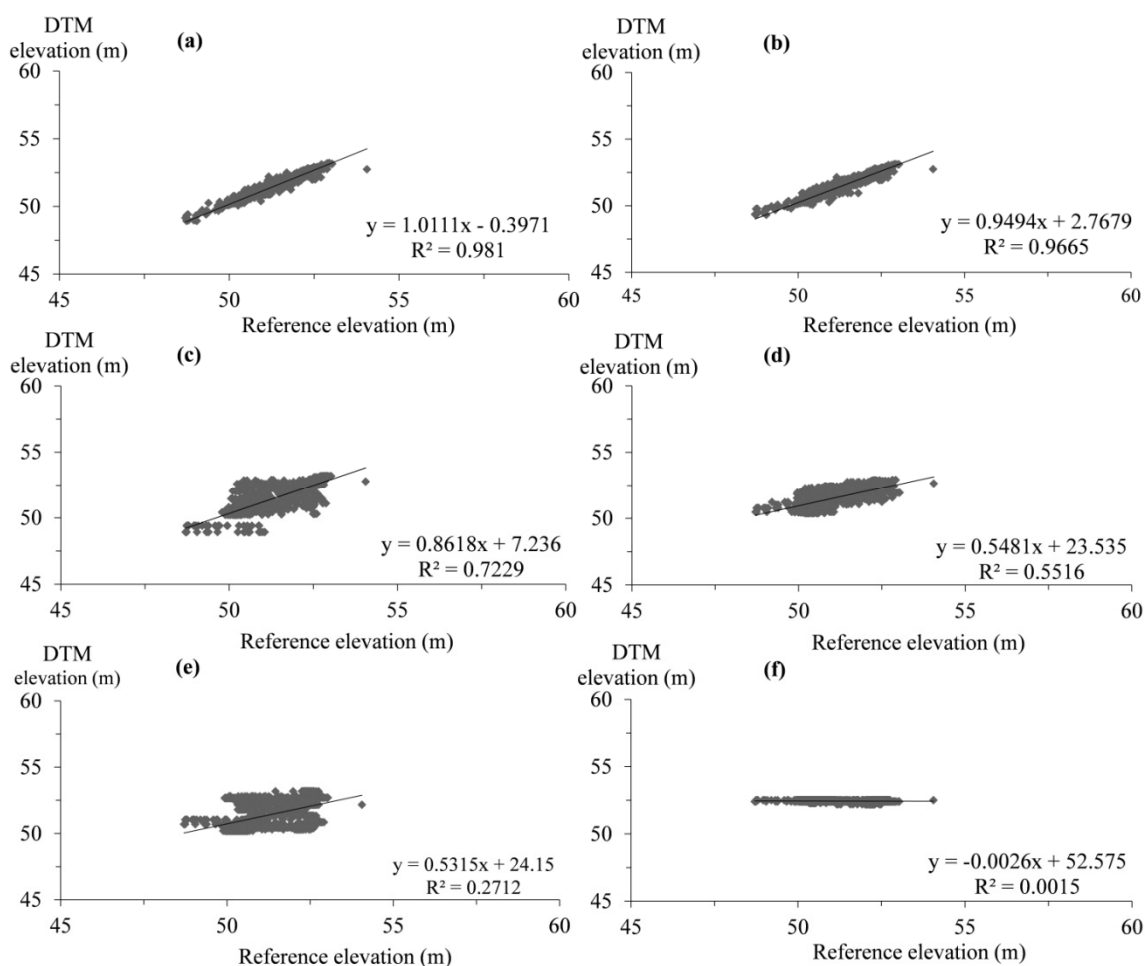 DTM
elevation (m)
(a)
60
55
50
45
45
50
55
60
y = 1.0111x - 0.3971
R² = 0.981
Reference elevation (m)
DTM
elevation (m)
(b)
60
55
50
45
45
50
55
60
y = 0.9494x + 2.7679
R² = 0.9665
Reference elevation (m)
DTM
elevation (m)
(c)
60
55
50
45
45
50
55
60
y = 0.8618x + 7.236
R² = 0.7229
Reference elevation (m)
DTM
elevation (m)
(d)
60
55
50
45
45
50
55
60
y = 0.5481x + 23.535
R² = 0.5516
Reference elevation (m)
DTM
elevation (m)
(e)
60
55
50
45
45
50
55
60
y = 0.5315x + 24.15
R² = 0.2712
Reference elevation (m)
DTM
elevation (m)
(f)
60
55
50
45
45
50
55
60
y = -0.0026x + 52.575
R² = 0.0015
Reference elevation (m)